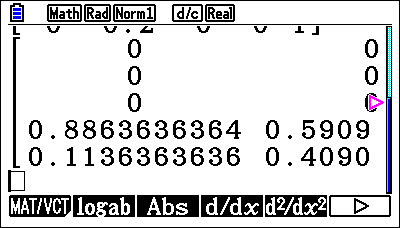 Math Rad Norm1 d/c Real
0 0
0 0
0
0.8863636364 0.5909
0.1136363636 0.4090
MAT/VCT logab Abs d/dx d²/dx² ▷